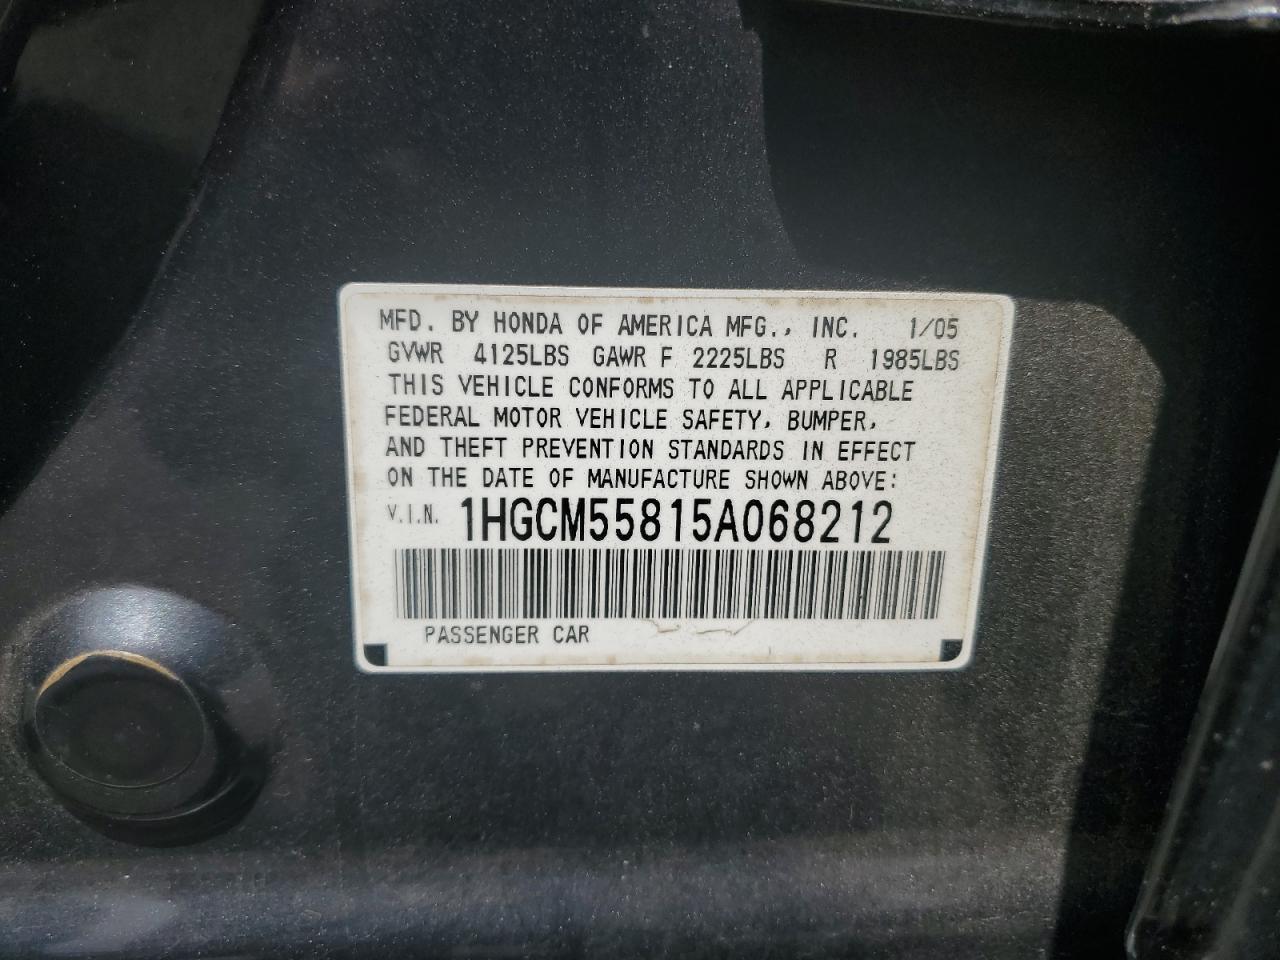 MFD. BY HONDA OF AMERICA MFG., INC. 1/05
GVWR 4125LBS GAWR F 2225LBS R 1985LBS
THIS VEHICLE CONFORMS TO ALL APPLICABLE
FEDERAL MOTOR VEHICLE SAFETY, BUMPER,
AND THEFT PREVENTION STANDARDS IN EFFECT
ON THE DATE OF MANUFACTURE SHOWN ABOVE:
V.I.N. 1HGCM55815A068212
PASSENGER CAR